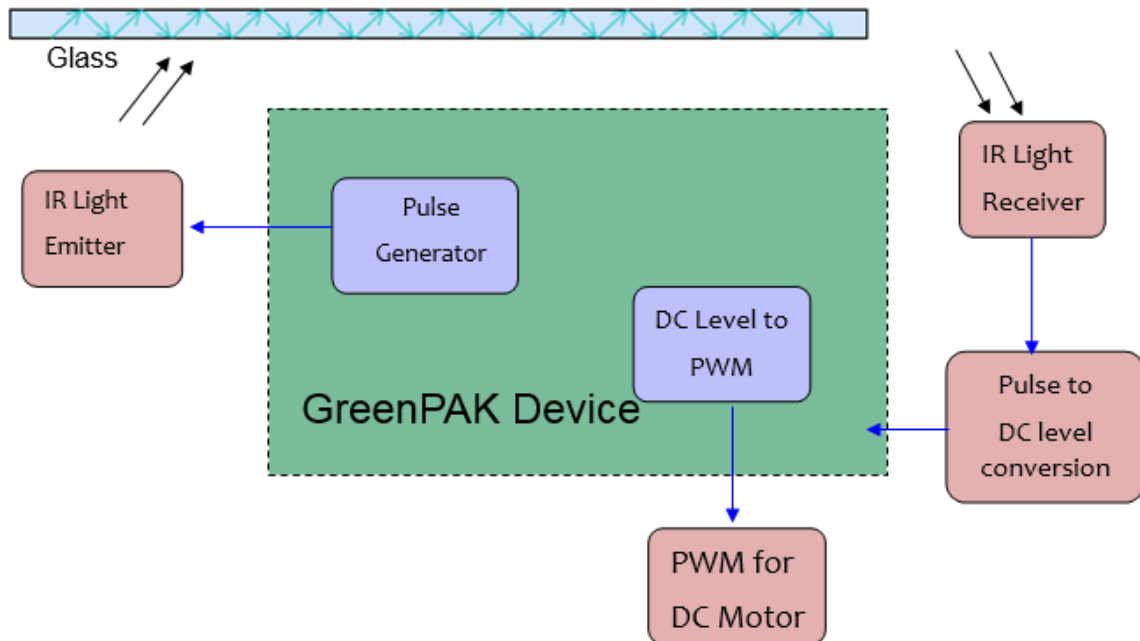 Glass
IR Light
Emitter
Pulse
Generator
IR Light
Receiver
DC Level to
PWM
GreenPAK Device
Pulse to
DC level
conversion
PWM for
DC Motor